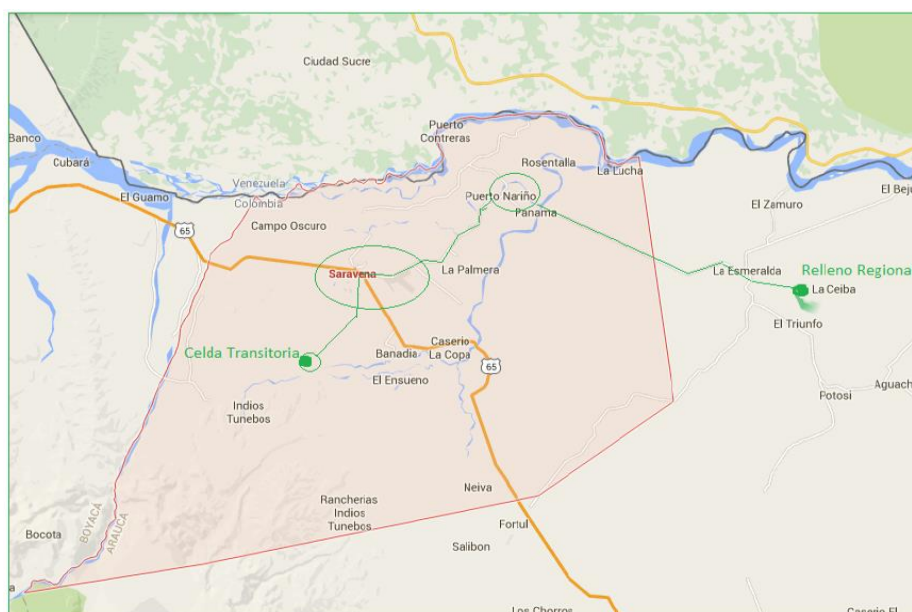 Ciudad Sucre
Puerto
Contreras
Banco
Cubará
Rosentalla
La Lucha
Venezuela
Colombia
El Guamo
Puerto Nariño
El Zamuro
El Beju
Panama
65
Campo Oscuro
La Palmera
La Esmeralda
Relleno Regional
Saravena
La Ceiba
El Triunfo
Celda Transitoria
Banadia
Caserio
La Copa
65
El Ensueno
Aguach
Potosi
Indios
Tunebos
Neiva
Rancherias
Indios
Tunebos
BOYACÁ
ARAUCA
Bocota
Fortul
Salibon
a
Los Chorros
Caserio El